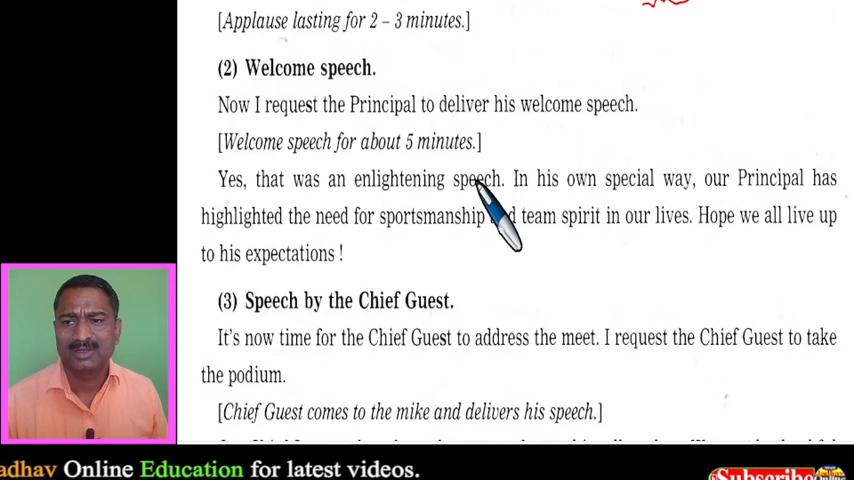 [Applause lasting for 2 – 3 minutes.]
(2) Welcome speech.
Now I request the Principal to deliver his welcome speech.
[Welcome speech for about 5 minutes.]
Yes, that was an enlightening speech. In his own special way, our Principal has
highlighted the need for sportsmanship and team spirit in our lives. Hope we all live up
to his expectations !
(3) Speech by the Chief Guest.
It's now time for the Chief Guest to address the meet. I request the Chief Guest to take
the podium.
[Chief Guest comes to the mike and delivers his speech.]
adhav Online Education for latest videos.
Subscribe